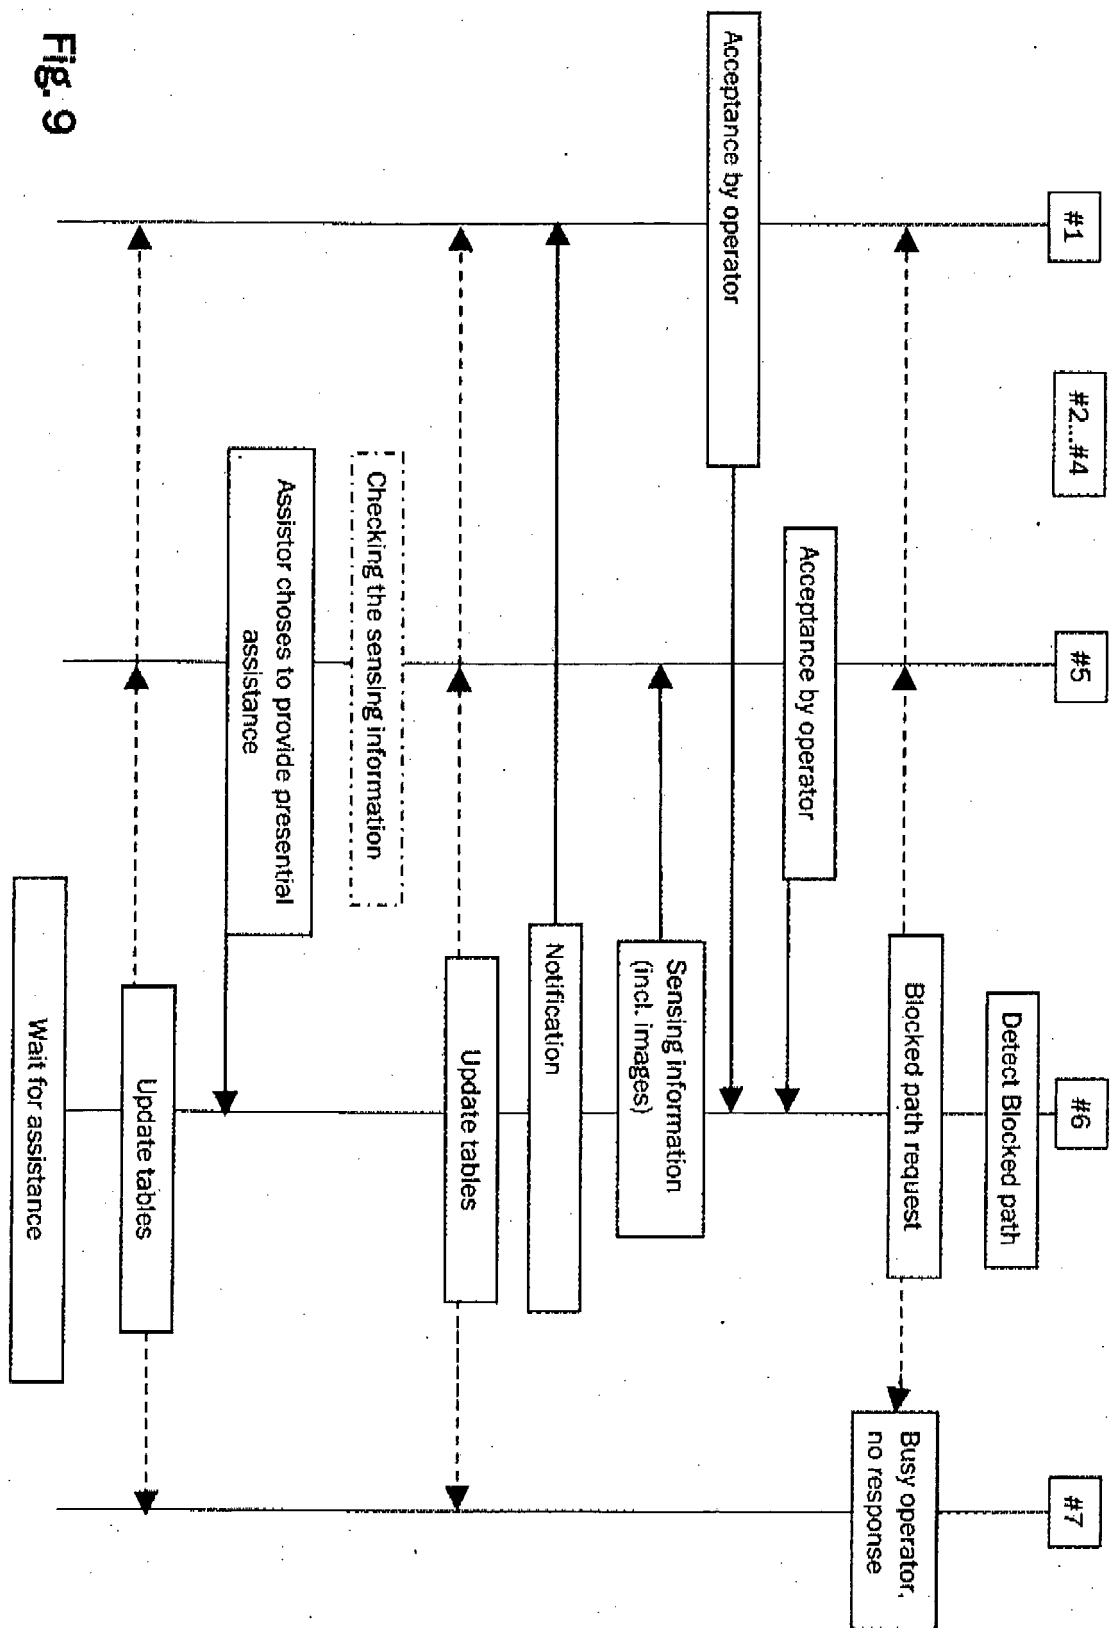 #1
#2...#4
#5
#6
#7
Detect Blocked path
Blocked path request
Busy operator,
no response
Acceptance by operator
Acceptance by operator
Sensing information
(incl. images)
Notification
Update tables
Checking the sensing information
Assistor choses to provide presential
assistance
Update tables
Wait for assistance
Fig. 9